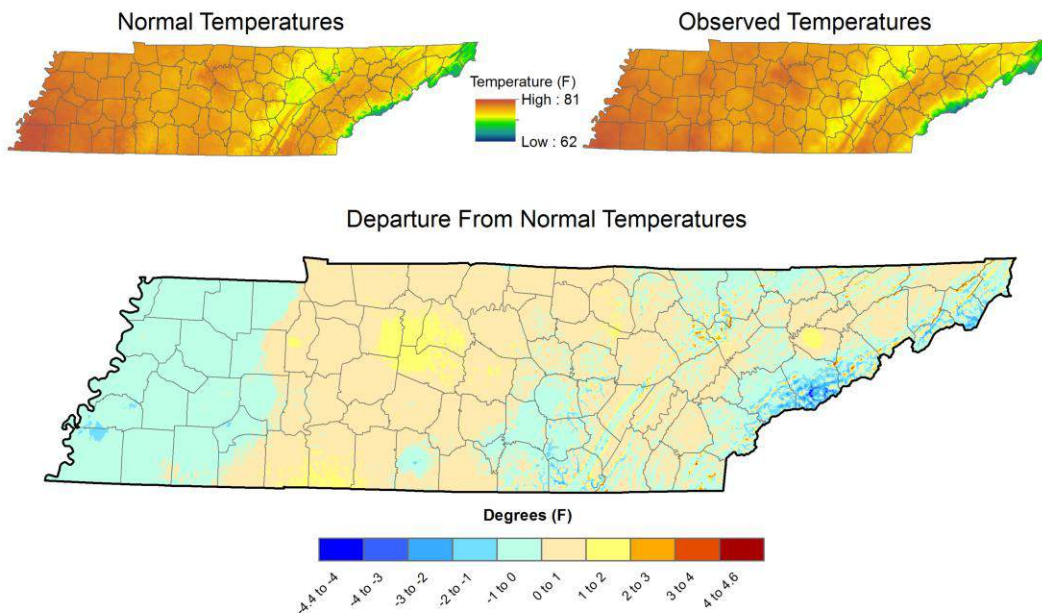 Normal Temperatures
Observed Temperatures
Temperature (F)
High : 81
Low : 62
Departure From Normal Temperatures
Degrees (F)
-4.4 to -4
-4 to -3
-3 to -2
-2 to -1
-1 to 0
0 to 1
1 to 2
2 to 3
3 to 4
4 to 4.6